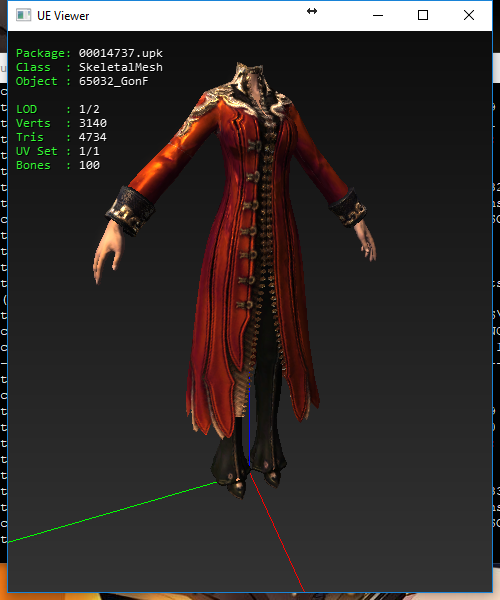 UE Viewer
Package: 00014737.upk
Class : SkeletalMesh
Object : 65032_GonF
LOD : 1/2
Verts : 3140
Tris : 4734
UV Set : 1/1
Bones : 100